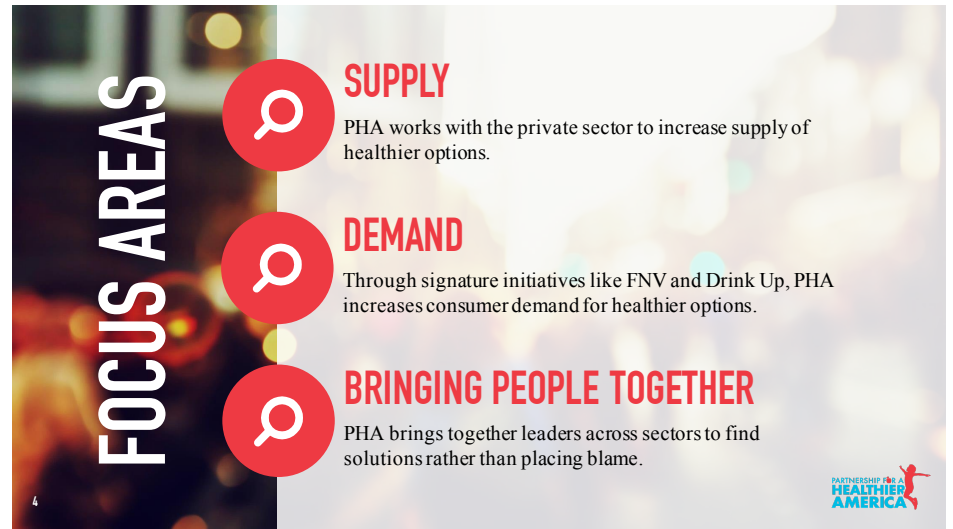 FOCUS AREAS
SUPPLY
PHA works with the private sector to increase supply of
healthier options.
DEMAND
Through signature initiatives like FNV and Drink Up, PHA
increases consumer demand for healthier options.
BRINGING PEOPLE TOGETHER
PHA brings together leaders across sectors to find
solutions rather than placing blame.
4
PARTNERSHIP FOR A
HEALTHIER
AMERICA